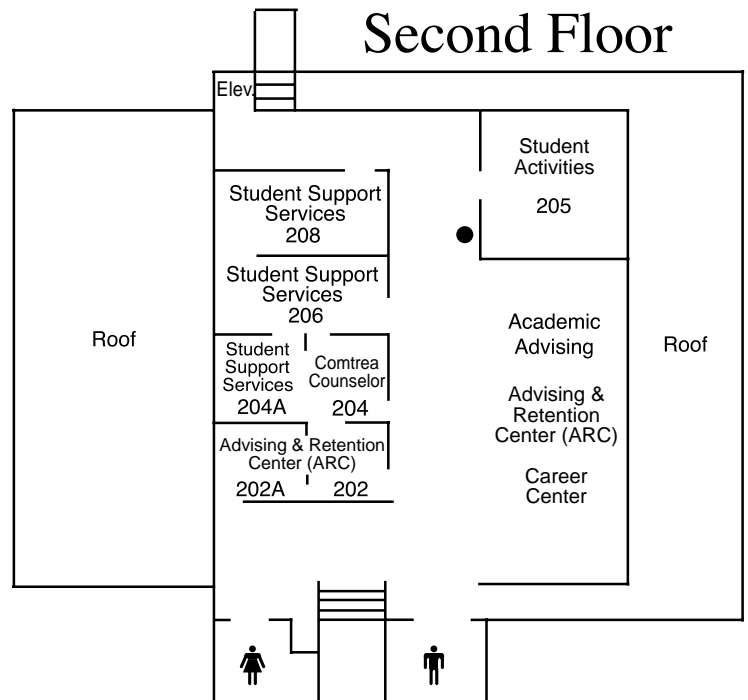 Second Floor
Elev.
Student
Activities
205
Student Support
Services
208
Student Support
Services
206
Roof
Student
Support
Services
204A
Comtrea
Counselor
204
Advising & Retention
Center (ARC)
202A
202
Academic
Advising
Advising &
Retention
Center (ARC)
Career
Center
Roof